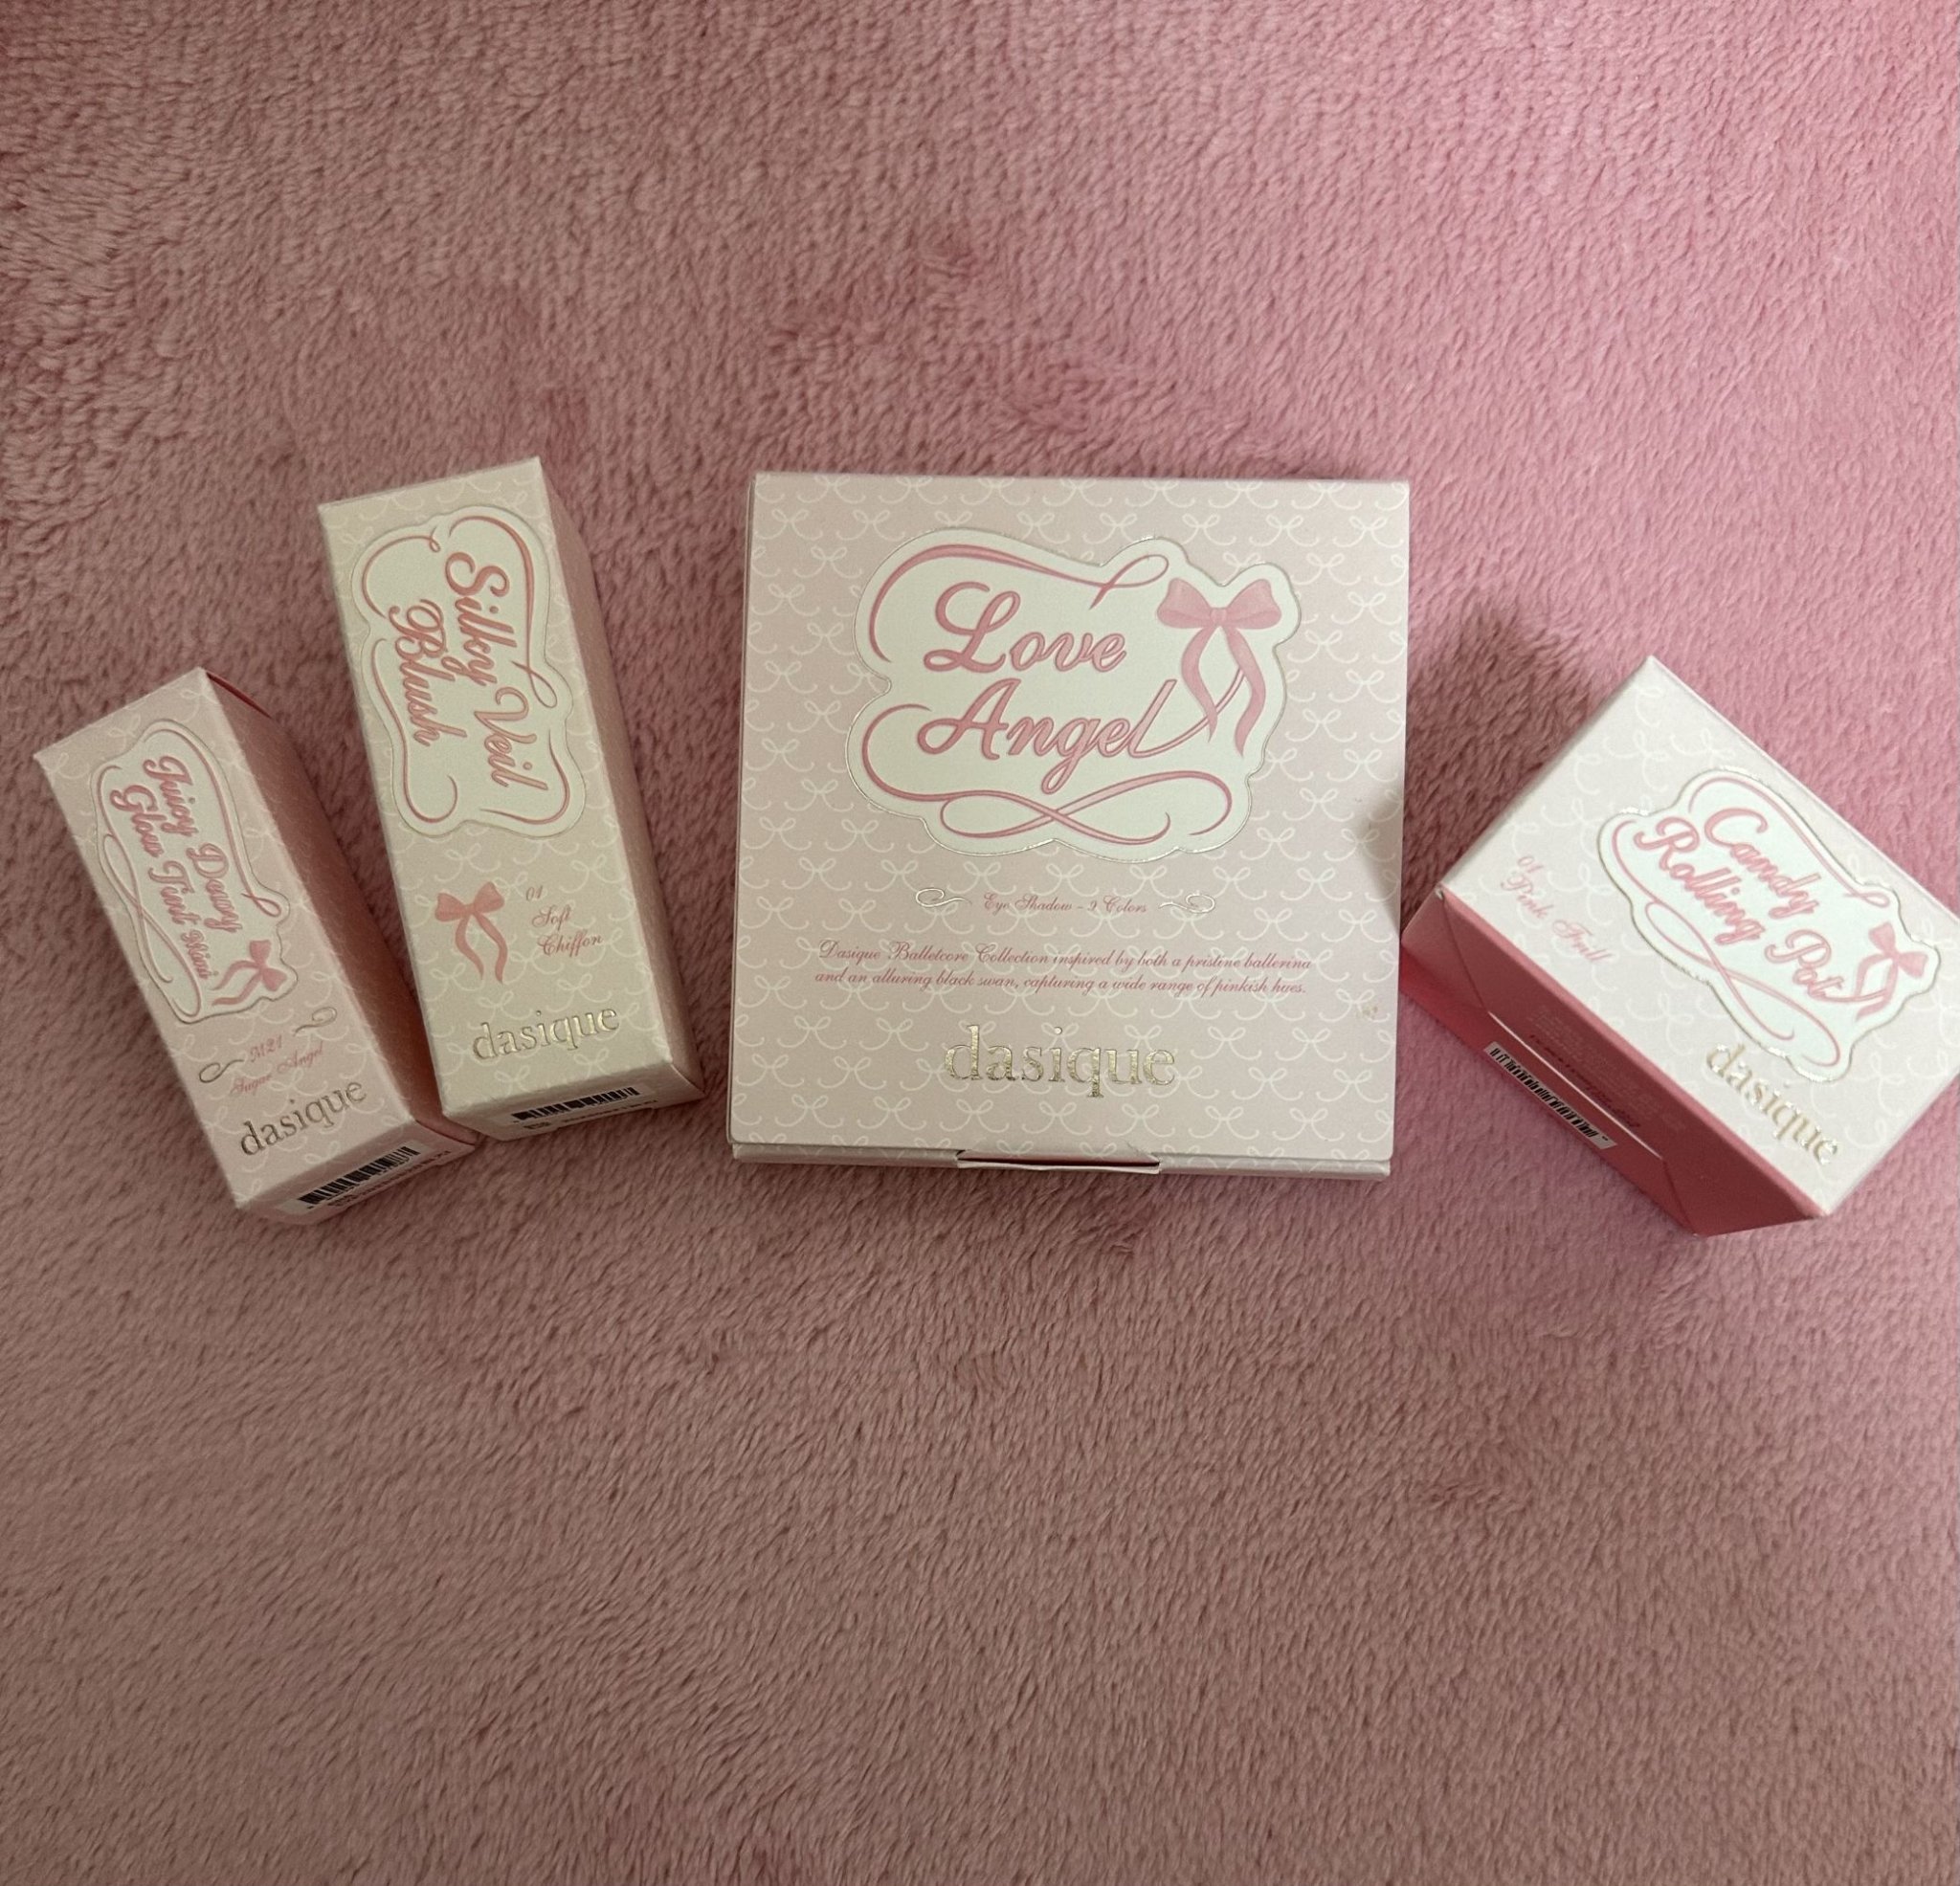 Juicy Dewy
Glow Tint Mini
M21
Sugar Angel
dasique
Silky Veil
Blush
01
Soft
Chiffon
dasique
Love
Angel
Eye Shadow - 9 Colors
Dasique Balletcore Collection inspired by both a pristine ballerina
and an alluring black swan, capturing a wide range of pinkish hues.
dasique
Candy
Rolling Pot
01
Pink Frill
dasique